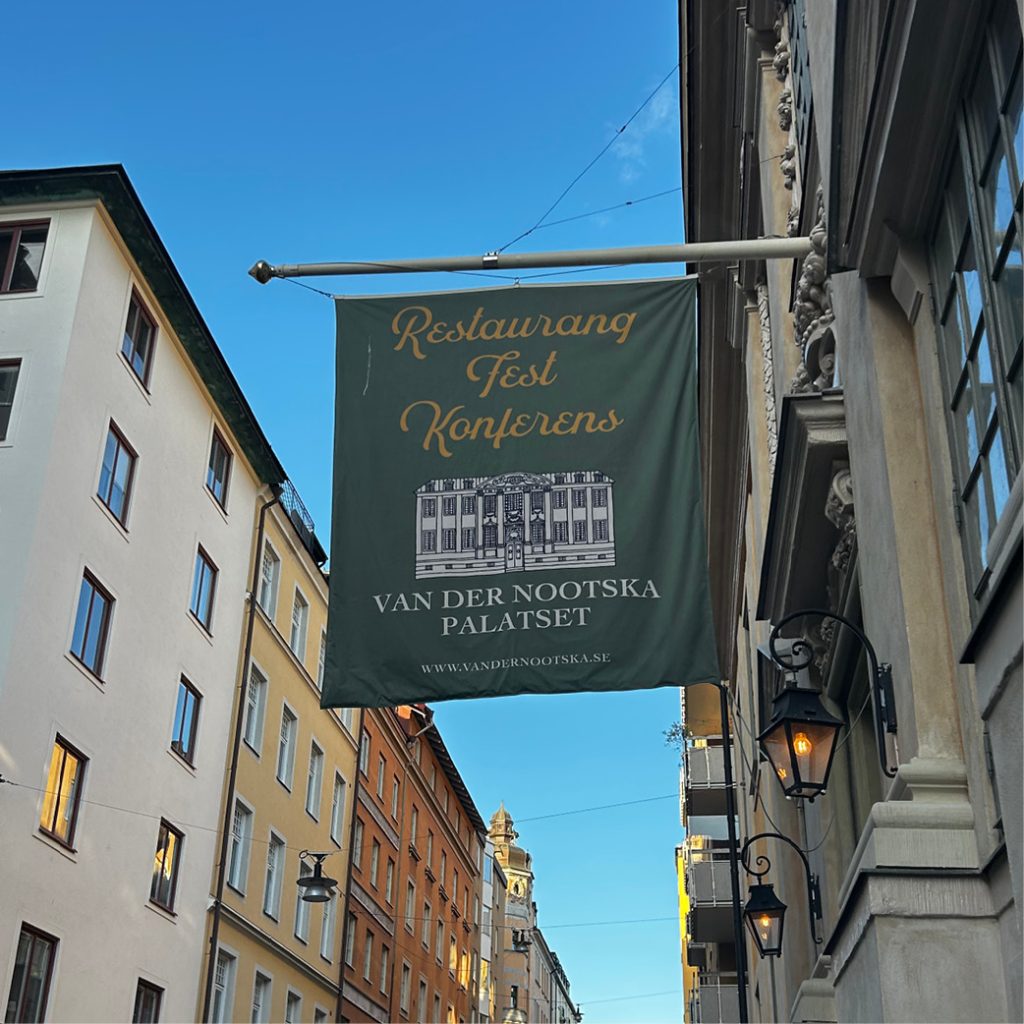 Restaurang
Fest
Konferens
VAN DER NOOTSKA
PALATSET
WWW.VANDERNOOTSKA.SE